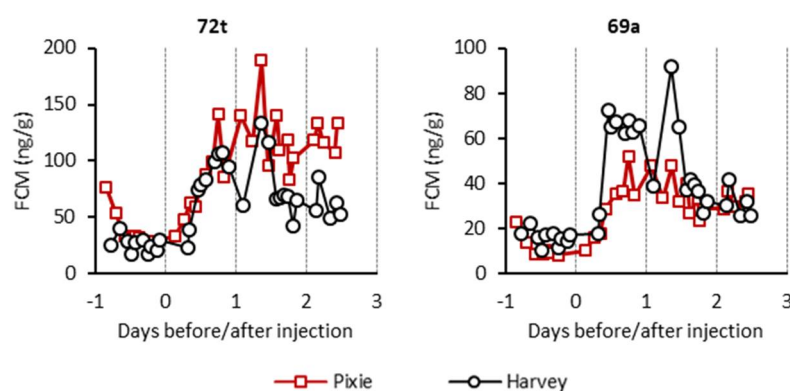 72t
69a
FCM (ng/g)
200
150
100
50
0
-1
0
1
2
3
Days before/after injection
FCM (ng/g)
100
80
60
40
20
0
-1
0
1
2
3
Days before/after injection
Pixie
Harvey